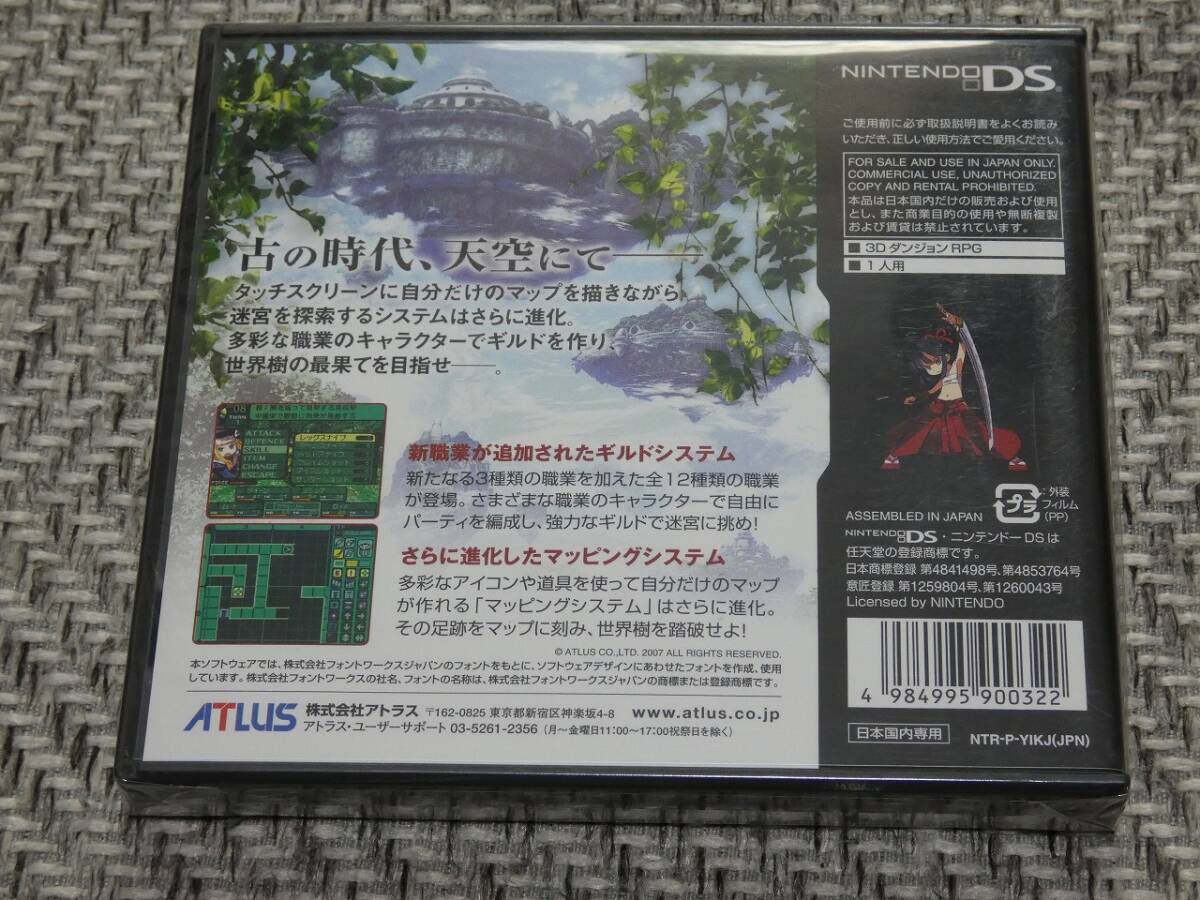 古の時代、天空にて――
タッチスクリーンに自分だけのマップを描きながら
迷宮を探索するシステムはさらに進化。
多彩な職業のキャラクターでギルドを作り、
世界樹の最果てを目指せ――。
08
TURN
ATTACK
DEFENCE
SKILL
ITEM
CHANGE
ESCAPE
新職業が追加されたギルドシステム
新たなる3種類の職業を加えた全12種類の職業
が登場。さまざまな職業のキャラクターで自由に
パーティを編成し、強力なギルドで迷宮に挑め!
さらに進化したマッピングシステム
多彩なアイコンや道具を使って自分だけのマップ
が作れる「マッピングシステム」はさらに進化。
その足跡をマップに刻み、世界樹を踏破せよ!
© ATLUS CO.,LTD. 2007 ALL RIGHTS RESERVED.
本ソフトウェアでは、株式会社フォントワークスジャパンのフォントをもとに、ソフトウェアデザインにあわせたフォントを作成、使用
しています。株式会社フォントワークスの社名、フォントの名称は、株式会社フォントワークスジャパンの商標または登録商標です。
ATLUS 株式会社アトラス 〒162-0825 東京都新宿区神楽坂4-8 www.atlus.co.jp
アトラス・ユーザーサポート 03-5261-2356 (月~金曜日11:00~17:00祝祭日を除く)
NINTENDO DS
ご使用前に必ず取扱説明書をよくお読み
いただき、正しい使用方法でご愛用ください。
FOR SALE AND USE IN JAPAN ONLY.
COMMERCIAL USE, UNAUTHORIZED
COPY AND RENTAL PROHIBITED.
本品は日本国内だけの販売および使用
とし、また商業目的の使用や無断複製
および賃貸は禁止されています。
■ 3D ダンジョン RPG
■ 1 人用
ASSEMBLED IN JAPAN
プラ
:外装
フィルム
(PP)
NINTENDO DS・ニンテンドー DS は
任天堂の登録商標です。
日本商標登録 第4841498号、第4853764号
意匠登録 第1259804号、第1260043号
Licensed by NINTENDO
4 984995 900322
日本国内専用
NTR-P-YIKJ(JPN)